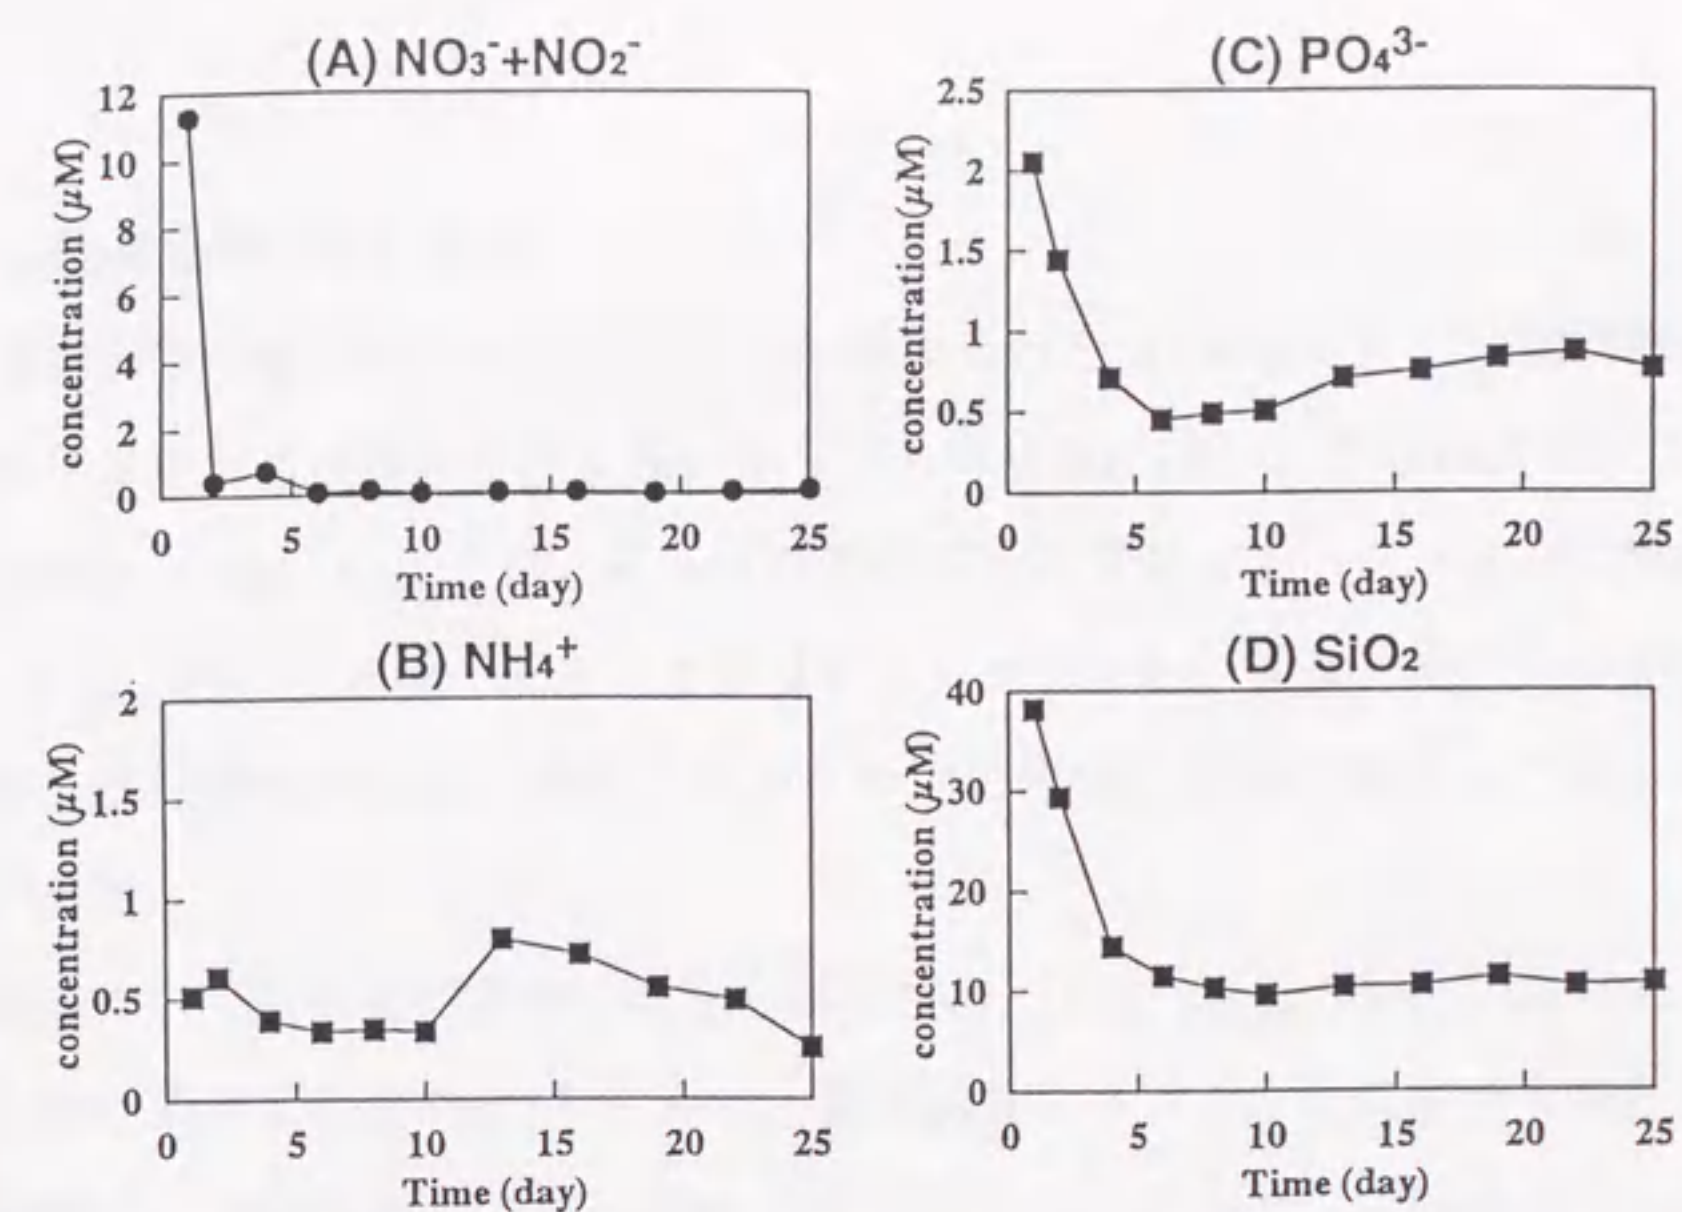 (A) NO₃⁻+NO₂⁻
12
10
8
6
4
2
0
concentration (μM)
0 5 10 15 20 25
Time (day)
(B) NH₄⁺
2
1.5
1
0.5
0
concentration (μM)
0 5 10 15 20 25
Time (day)
(C) PO₄³⁻
2.5
2
1.5
1
0.5
0
concentration(μM)
0 5 10 15 20 25
Time (day)
(D) SiO₂
40
30
20
10
0
concentration (μM)
0 5 10 15 20 25
Time (day)